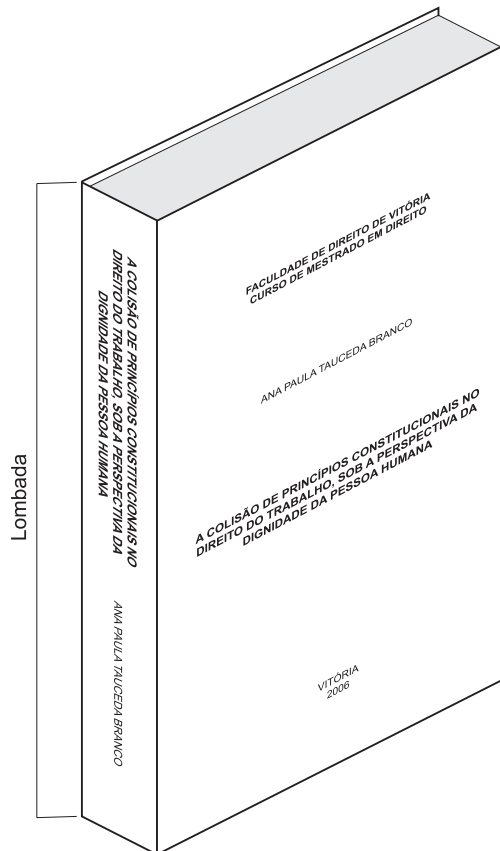 Lombada
A COLISÃO DE PRINCÍPIOS CONSTITUCIONAIS NO
DIREITO DO TRABALHO, SOB A PERSPECTIVA DA
DIGNIDADE DA PESSOA HUMANA
ANA PAULA TAUCEDA BRANCO
FACULDADE DE DIREITO DE VITÓRIA
CURSO DE MESTRADO EM DIREITO
ANA PAULA TAUCEDA BRANCO
A COLISÃO DE PRINCÍPIOS CONSTITUCIONAIS NO
DIREITO DO TRABALHO, SOB A PERSPECTIVA DA
DIGNIDADE DA PESSOA HUMANA
VITÓRIA
2006